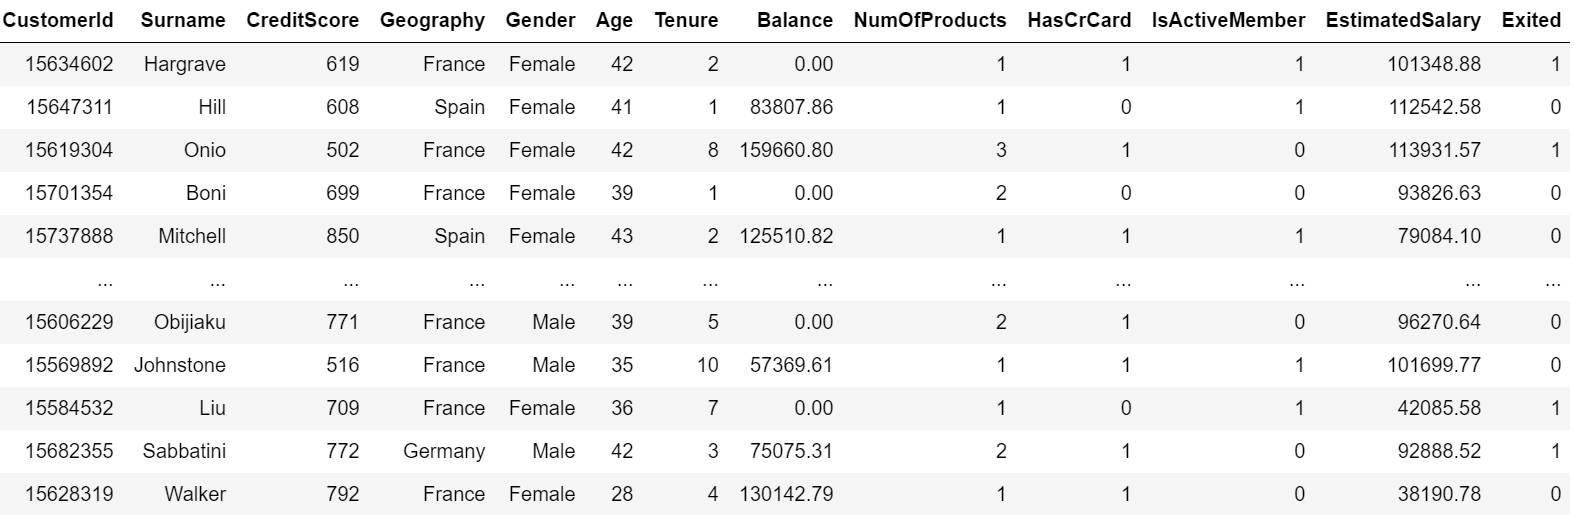 CustomerId Surname CreditScore Geography Gender Age Tenure Balance NumOfProducts HasCrCard IsActiveMember EstimatedSalary Exited
15634602 Hargrave 619 France Female 42 2 0.00 1 1 1 101348.88 1
15647311 Hill 608 Spain Female 41 1 83807.86 1 0 1 112542.58 0
15619304 Onio 502 France Female 42 8 159660.80 3 1 0 113931.57 1
15701354 Boni 699 France Female 39 1 0.00 2 0 0 93826.63 0
15737888 Mitchell 850 Spain Female 43 2 125510.82 1 1 1 79084.10 0
... ... ... ... ... ... ... ... ... ... ... ... ...
15606229 Obijiaku 771 France Male 39 5 0.00 2 1 0 96270.64 0
15569892 Johnstone 516 France Male 35 10 57369.61 1 1 1 101699.77 0
15584532 Liu 709 France Female 36 7 0.00 1 0 1 42085.58 1
15682355 Sabbatini 772 Germany Male 42 3 75075.31 2 1 0 92888.52 1
15628319 Walker 792 France Female 28 4 130142.79 1 1 0 38190.78 0